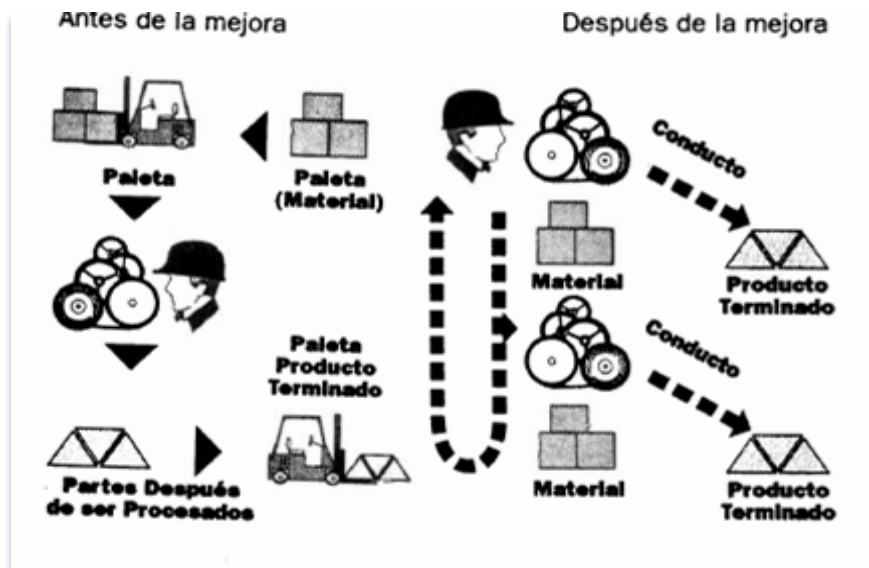 Antes de la mejora
Después de la mejora
Paleta
Paleta
(Material)
Paleta
Producto
Terminado
Partes Después
de ser Procesados
Conducto
Material
Producto
Terminado
Conducto
Material
Producto
Terminado